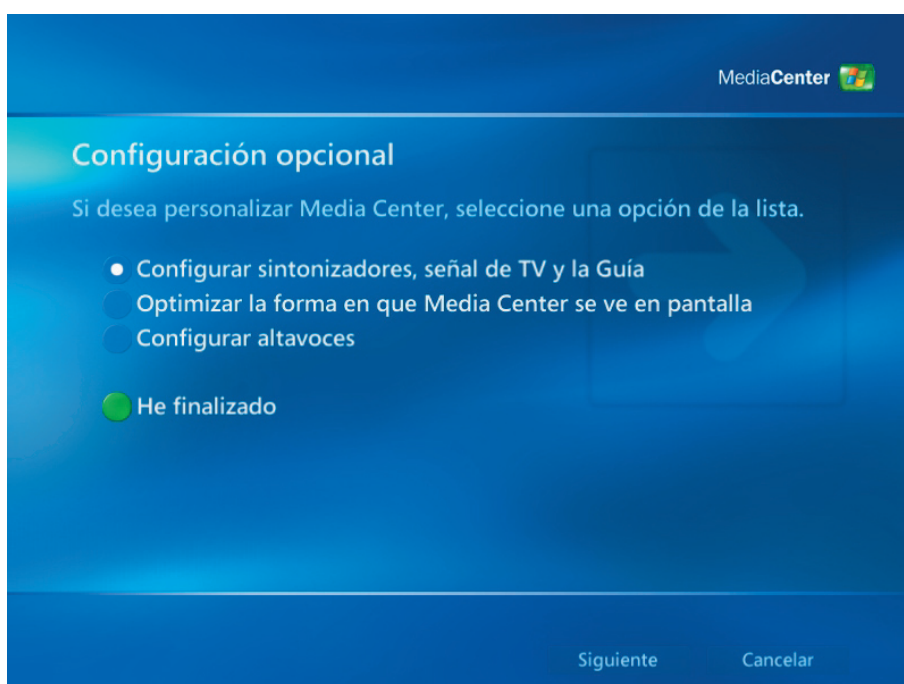 MediaCenter
Configuración opcional
Si desea personalizar Media Center, seleccione una opción de la lista.
Configurar sintonizadores, señal de TV y la Guía
Optimizar la forma en que Media Center se ve en pantalla
Configurar altavoces
He finalizado
Siguiente Cancelar